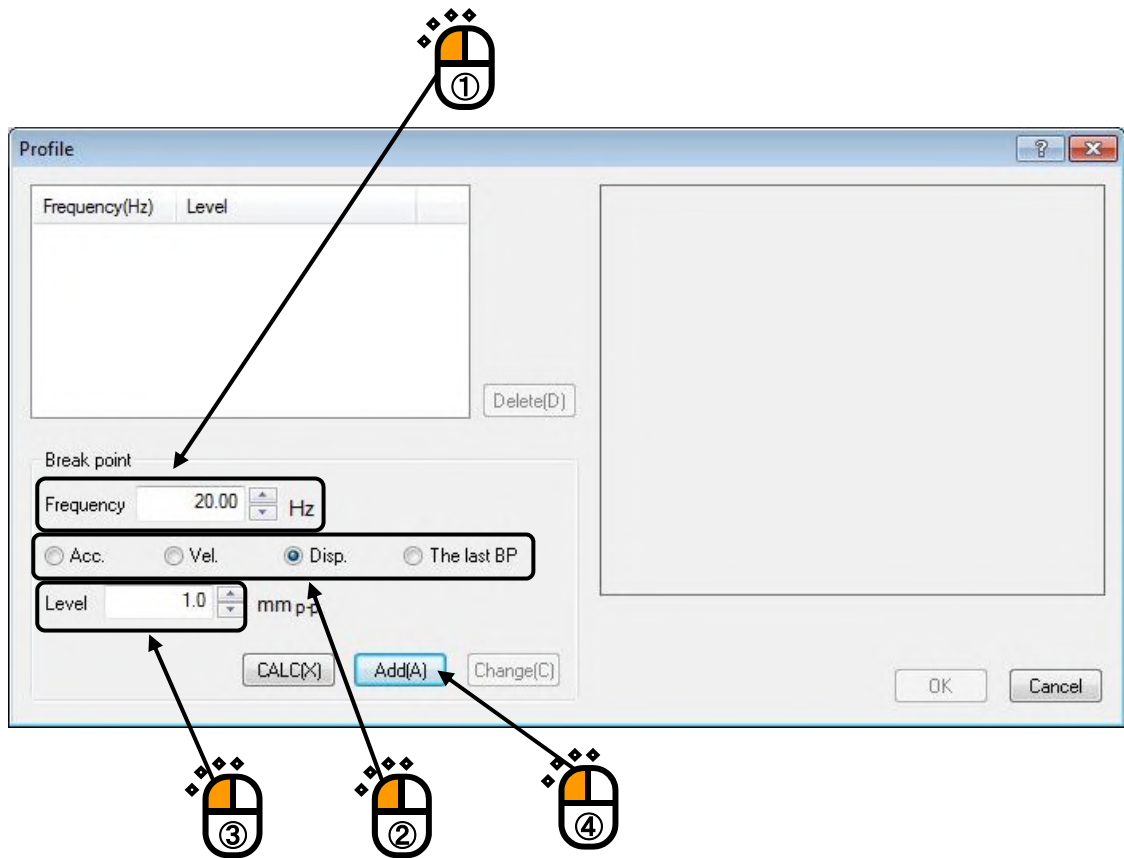 ①
Profile
Frequency(Hz) Level
Delete(D)
Break point
Frequency 20.00 Hz
Acc. Vel. Disp. The last BP
Level 1.0 mm p-p
CALC(X) Add(A) Change(C)
OK Cancel
③ ② ④